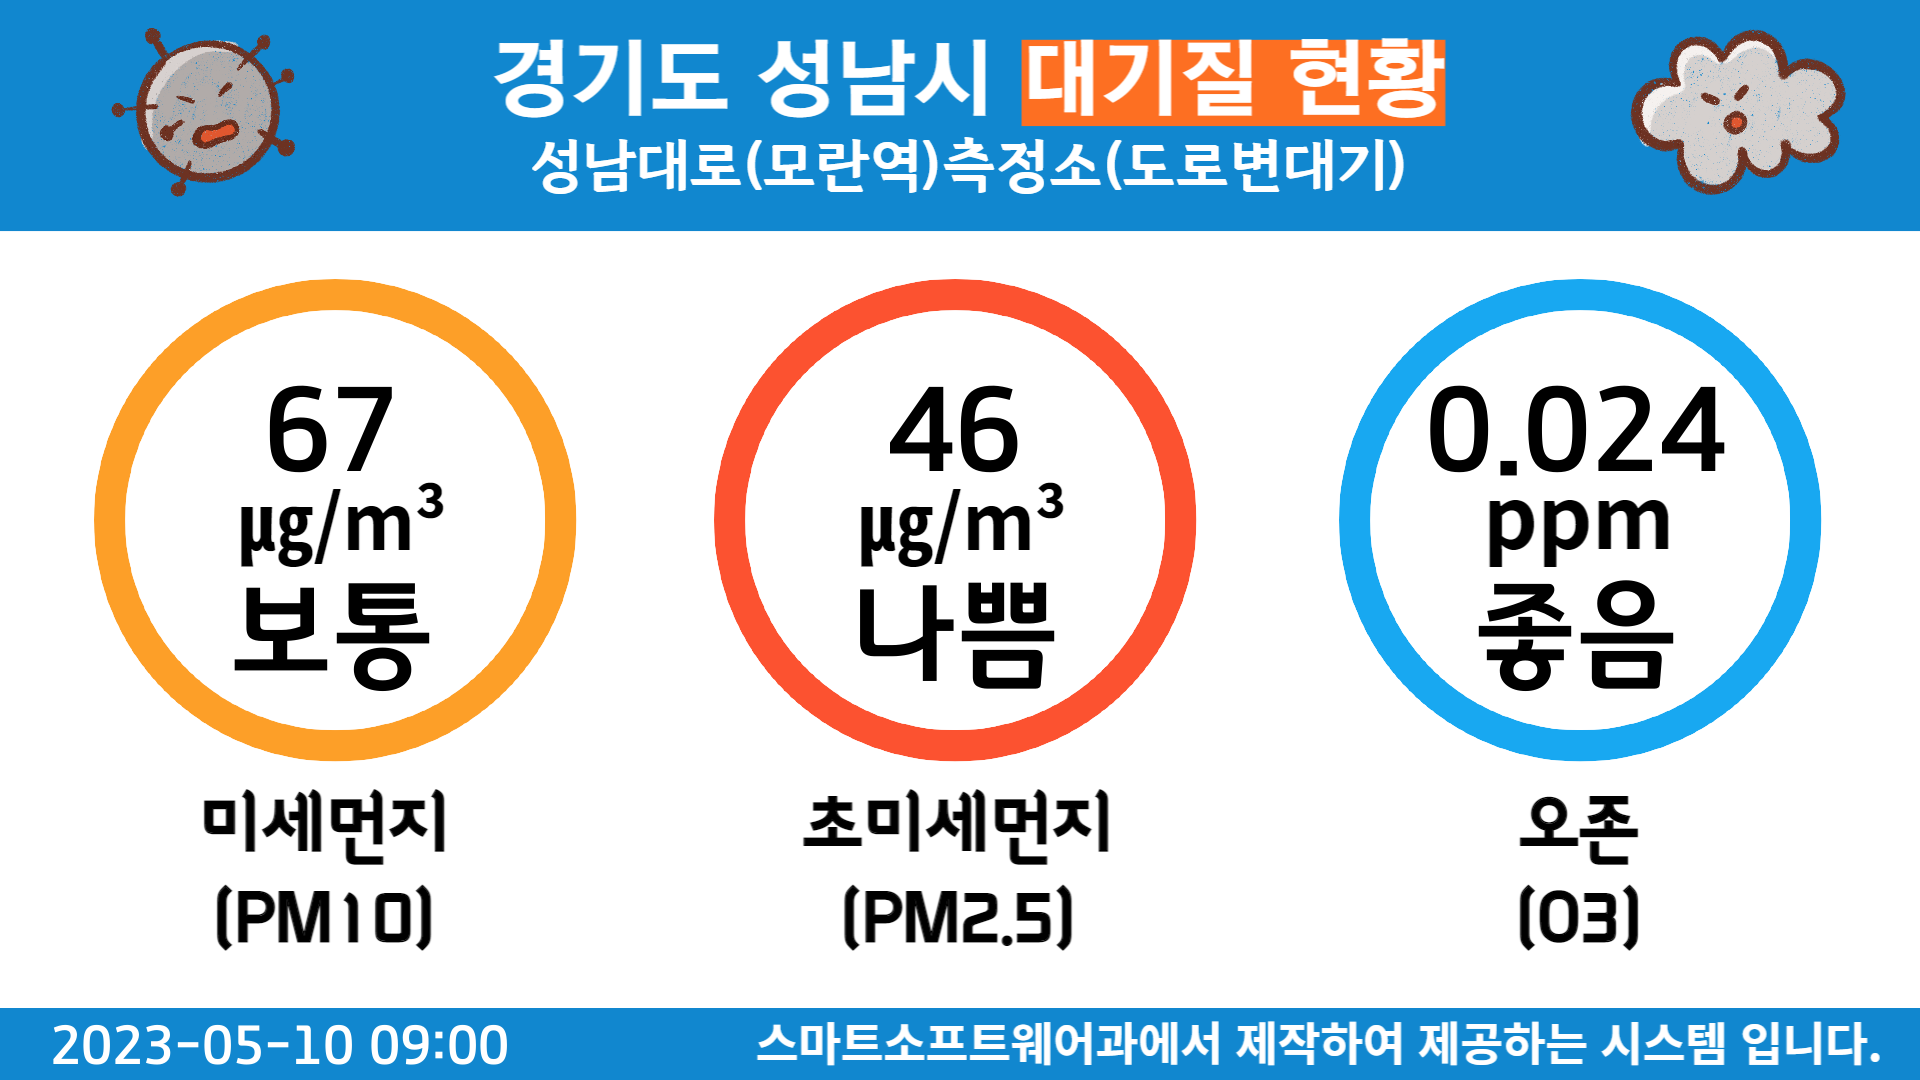 경기도 성남시 대기질 현황
성남대로(모란역)측정소(도로변대기)
67
㎍/m³
보통
46
㎍/m³
나쁨
0.024
ppm
좋음
미세먼지
(PM10)
초미세먼지
(PM2.5)
오존
(O3)
2023-05-10 09:00
스마트소프트웨어과에서 제작하여 제공하는 시스템 입니다.